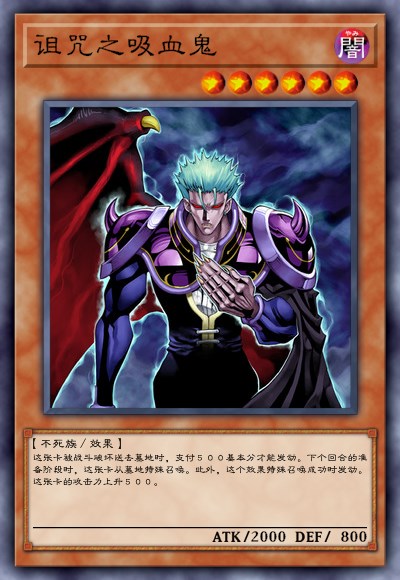 诅咒之吸血鬼
やみ
闇
【不死族／效果】
这张卡被战斗破坏送去墓地时，支付５００基本分才能发动。下个回合的准
备阶段时，这张卡从墓地特殊召唤。此外，这个效果特殊召唤成功时发动。
这张卡的攻击力上升５００。
ATK/2000 DEF/ 800